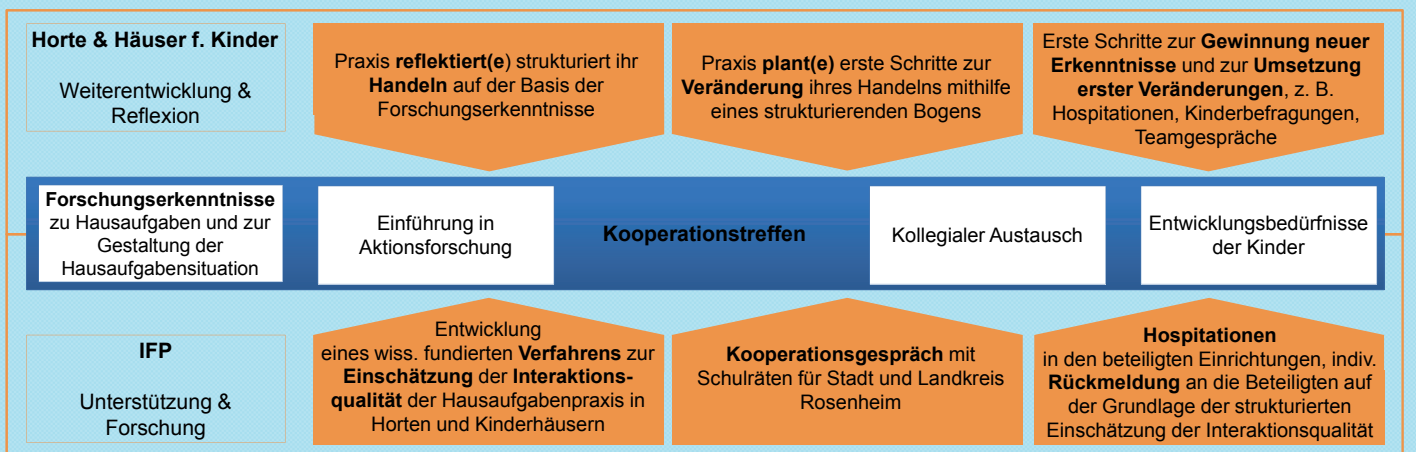 Horte & Häuser f. Kinder
Weiterentwicklung &
Reflexion
Praxis reflektiert(e) strukturiert ihr
Handeln auf der Basis der
Forschungserkenntnisse
Praxis plant(e) erste Schritte zur
Veränderung ihres Handelns mithilfe
eines strukturierenden Bogens
Erste Schritte zur Gewinnung neuer
Erkenntnisse und zur Umsetzung
erster Veränderungen, z. B.
Hospitationen, Kinderbefragungen,
Teamgespräche
Forschungserkenntnisse
zu Hausaufgaben und zur
Gestaltung der
Hausaufgabensituation
Einführung in
Aktionsforschung
Kooperationstreffen
Kollegialer Austausch
Entwicklungsbedürfnisse
der Kinder
IFP
Unterstützung &
Forschung
Entwicklung
eines wiss. fundierten Verfahrens zur
Einschätzung der Interaktions-
qualität der Hausaufgabenpraxis in
Horten und Kinderhäusern
Kooperationsgespräch mit
Schulräten für Stadt und Landkreis
Rosenheim
Hospitationen
in den beteiligten Einrichtungen, indiv.
Rückmeldung an die Beteiligten auf
der Grundlage der strukturierten
Einschätzung der Interaktionsqualität